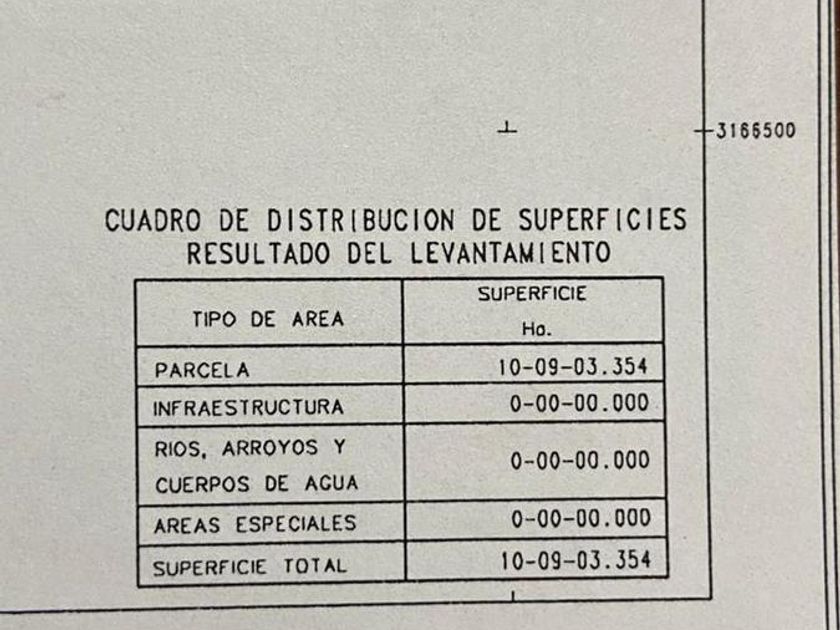 3166500
CUADRO DE DISTRIBUCION DE SUPERFICIES
RESULTADO DEL LEVANTAMIENTO
TIPO DE AREA
SUPERFICIE
Ha.
PARCELA 10-09-03.354
INFRAESTRUCTURA 0-00-00.000
RIOS, ARROYOS Y
CUERPOS DE AGUA 0-00-00.000
AREAS ESPECIALES 0-00-00.000
SUPERFICIE TOTAL 10-09-03.354